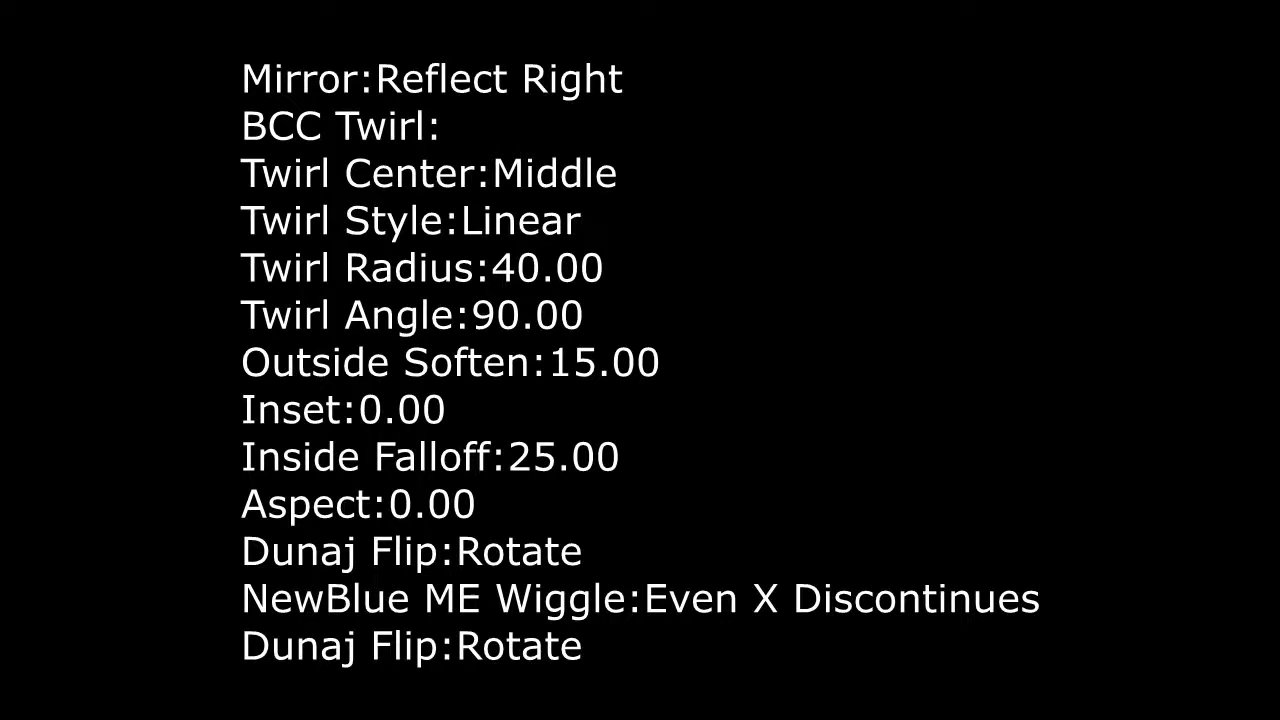 Mirror:Reflect Right
BCC Twirl:
Twirl Center:Middle
Twirl Style:Linear
Twirl Radius:40.00
Twirl Angle:90.00
Outside Soften:15.00
Inset:0.00
Inside Falloff:25.00
Aspect:0.00
Dunaj Flip:Rotate
NewBlue ME Wiggle:Even X Discontinues
Dunaj Flip:Rotate